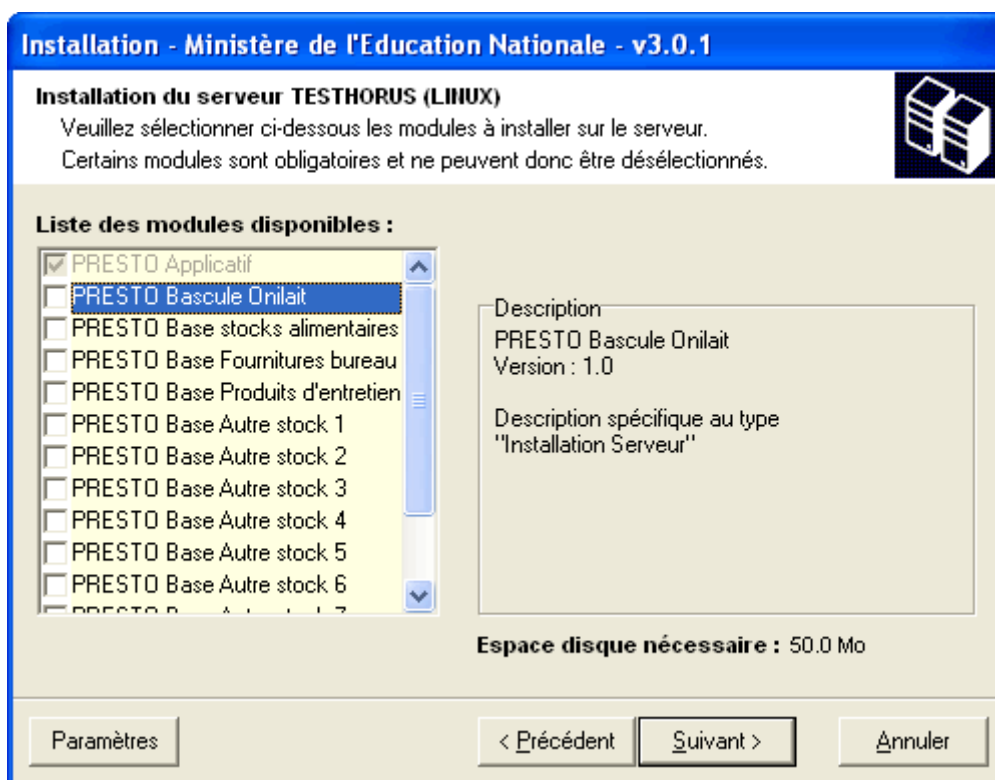 Installation - Ministère de l'Education Nationale - v3.0.1
Installation du serveur TESTHORUS (LINUX)
Veuillez sélectionner ci-dessous les modules à installer sur le serveur.
Certains modules sont obligatoires et ne peuvent donc être désélectionnés.
Liste des modules disponibles :
PRESTO Applicatif
PRESTO Bascule Onilait
PRESTO Base stocks alimentaires
PRESTO Base Fournitures bureau
PRESTO Base Produits d'entretien
PRESTO Base Autre stock 1
PRESTO Base Autre stock 2
PRESTO Base Autre stock 3
PRESTO Base Autre stock 4
PRESTO Base Autre stock 5
PRESTO Base Autre stock 6
Description
PRESTO Bascule Onilait
Version : 1.0
Description spécifique au type
"Installation Serveur"
Espace disque nécessaire : 50.0 Mo
Paramètres
< Précédent
Suivant >
Annuler